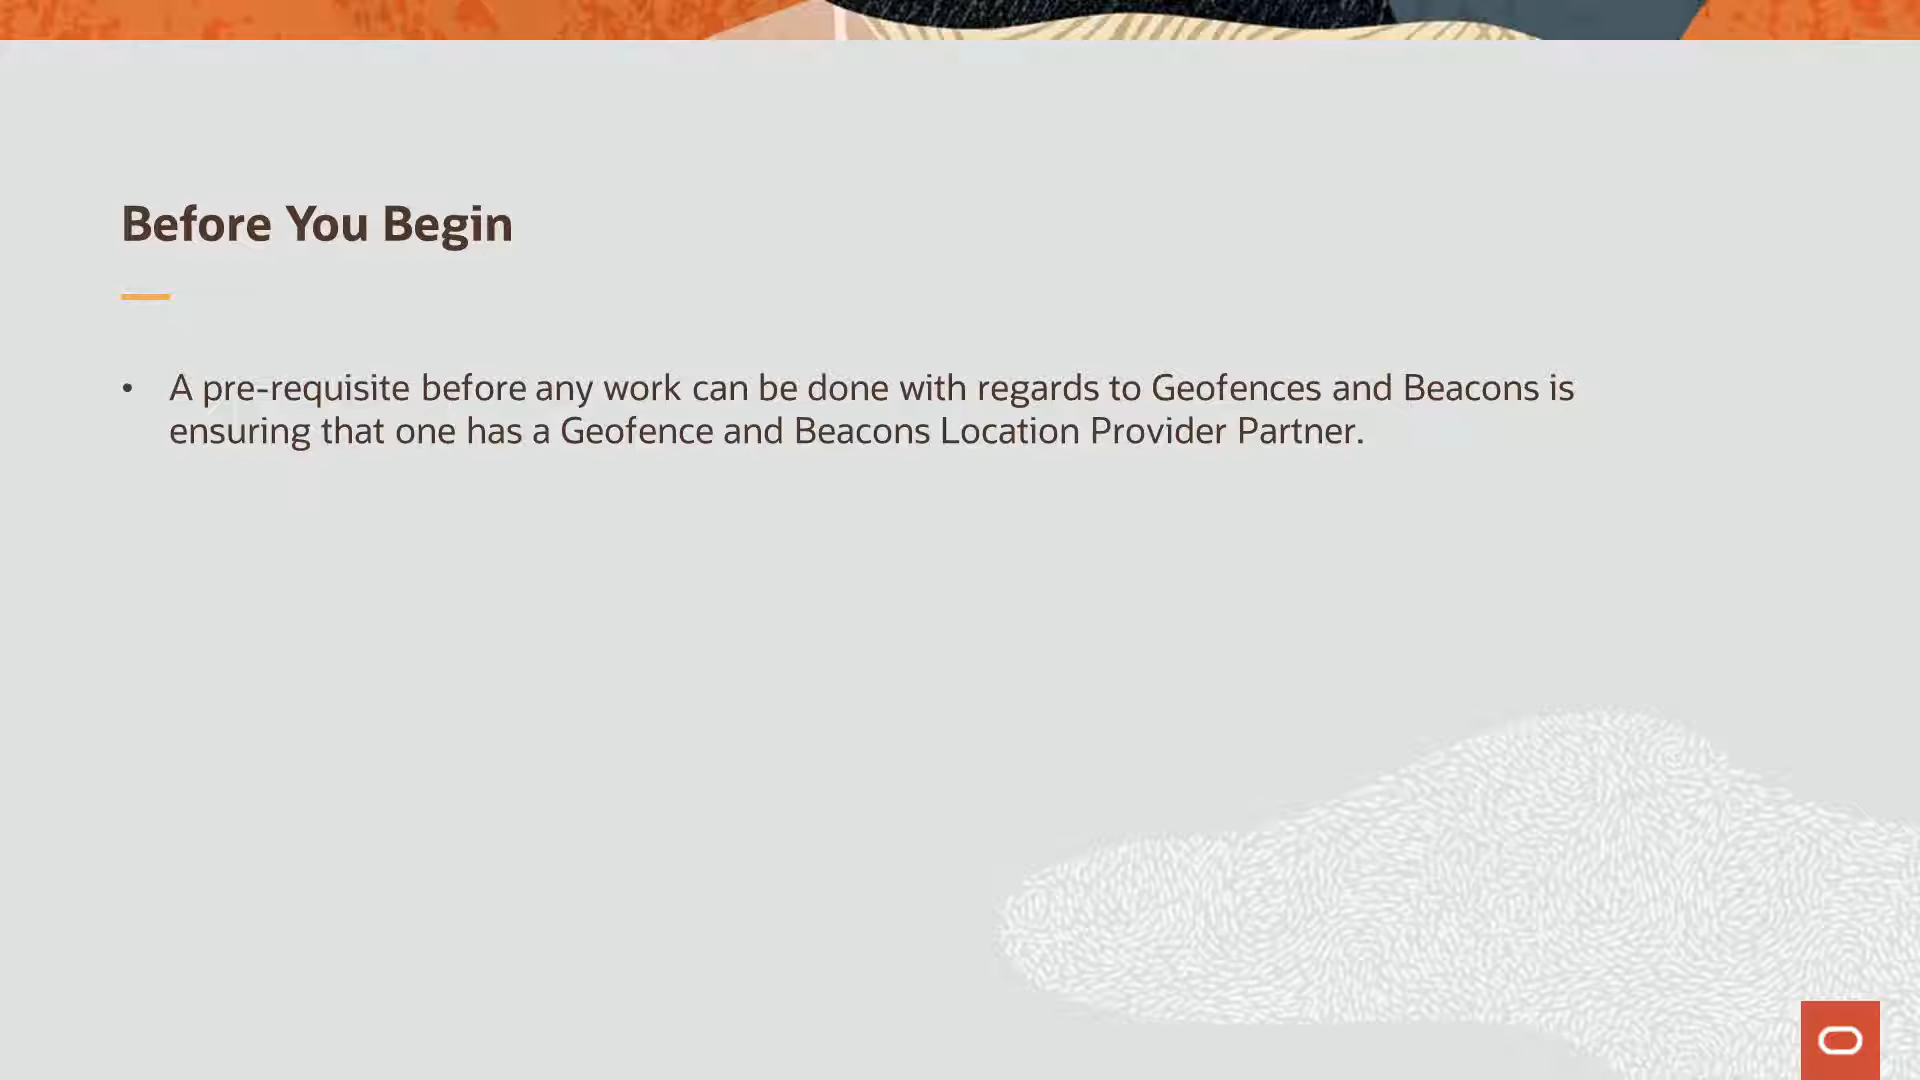 Before You Begin
• A pre-requisite before any work can be done with regards to Geofences and Beacons is
ensuring that one has a Geofence and Beacons Location Provider Partner.